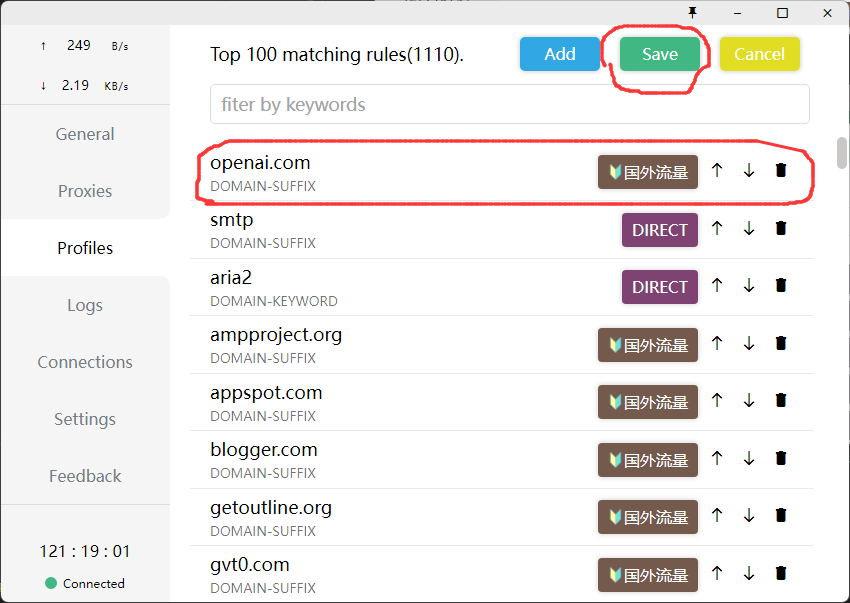 ↑ 249 B/s
↓ 2.19 KB/s
General
Proxies
Profiles
Logs
Connections
Settings
Feedback
121 : 19 : 01
Connected
Top 100 matching rules(1110).
Add
Save
Cancel
fiter by keywords
openai.com
DOMAIN-SUFFIX
国外流量
smtp
DOMAIN-SUFFIX
DIRECT
aria2
DOMAIN-KEYWORD
DIRECT
ampproject.org
DOMAIN-SUFFIX
国外流量
appspot.com
DOMAIN-SUFFIX
国外流量
blogger.com
DOMAIN-SUFFIX
国外流量
getoutline.org
DOMAIN-SUFFIX
国外流量
gvt0.com
DOMAIN-SUFFIX
国外流量